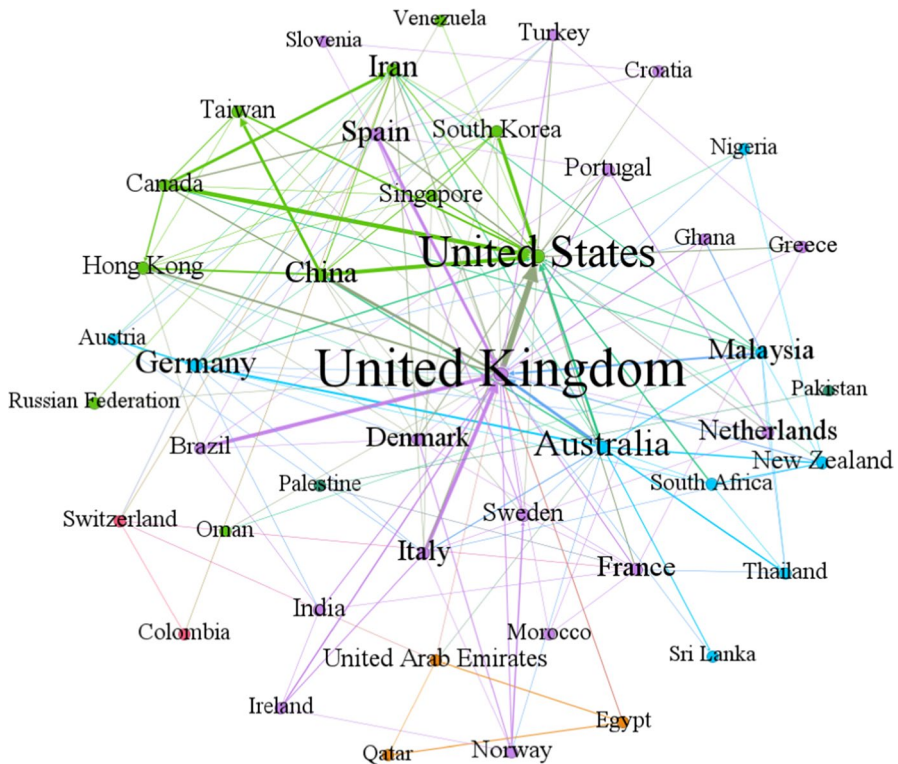 Venezuela
Slovenia
Turkey
Iran
Croatia
Taiwan
Spain
South Korea
Nigeria
Portugal
Canada
Singapore
Ghana
Greece
United States
Hong Kong
China
Austria
Malaysia
Germany
United Kingdom
Pakistan
Russian Federation
Netherlands
Denmark
Brazil
Australia
New Zealand
Palestine
South Africa
Sweden
Switzerland
Oman
Italy
France
Thailand
India
Colombia
Morocco
Sri Lanka
United Arab Emirates
Ireland
Egypt
Norway
Qatar